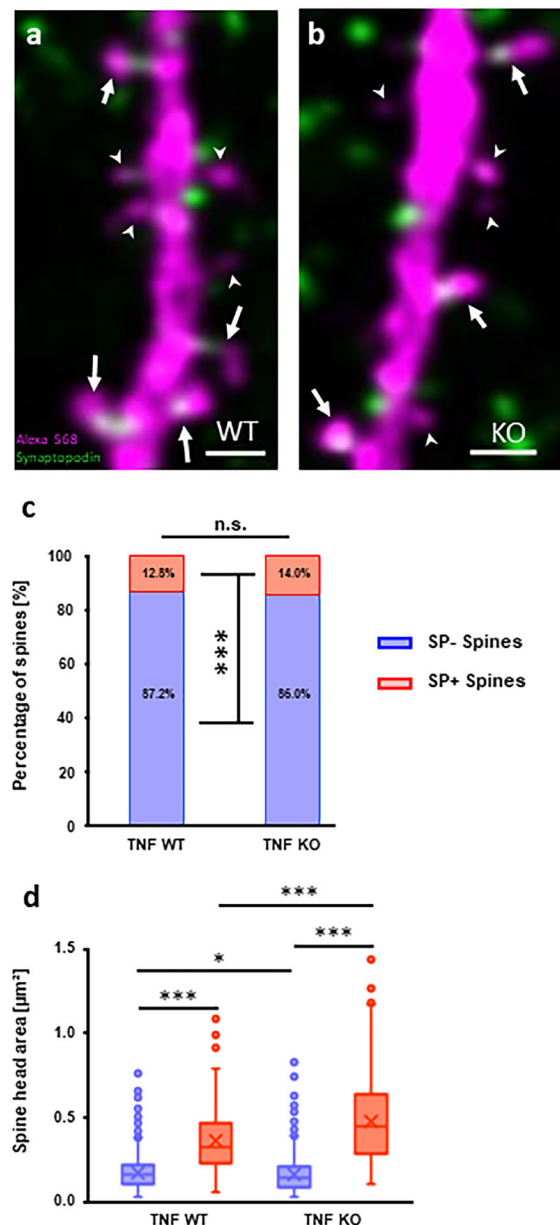 a
b
Alexa 568
Synaptopodin
WT
KO
c
n.s.
Percentage of spines [%]
100
80
60
40
20
0
12.8%
14.0%
***
87.2%
86.0%
TNF WT
TNF KO
SP- Spines
SP+ Spines
d
Spine head area [µm²]
1.5
1.0
0.5
0.0
***
***
*
***
TNF WT
TNF KO